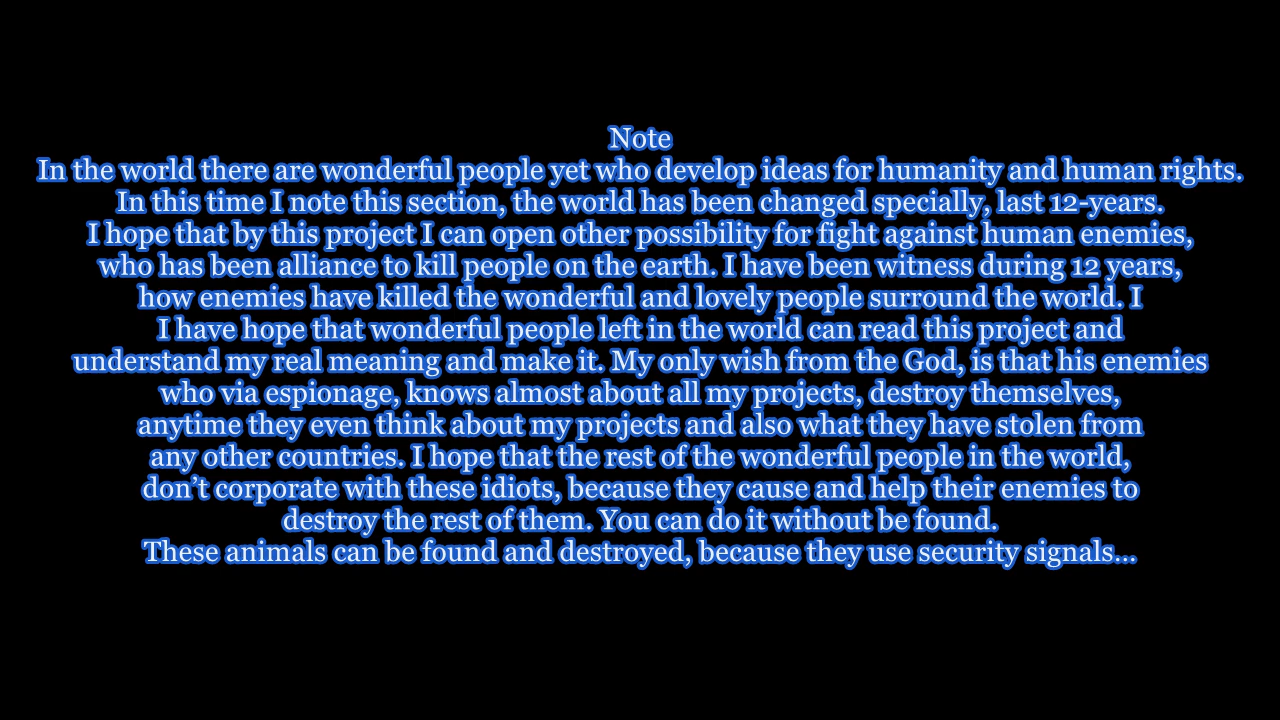 Note
In the world there are wonderful people yet who develop ideas for humanity and human rights.
In this time I note this section, the world has been changed specially, last 12-years.
I hope that by this project I can open other possibility for fight against human enemies,
who has been alliance to kill people on the earth. I have been witness during 12 years,
how enemies have killed the wonderful and lovely people surround the world. I
I have hope that wonderful people left in the world can read this project and
understand my real meaning and make it. My only wish from the God, is that his enemies
who via espionage, knows almost about all my projects, destroy themselves,
anytime they even think about my projects and also what they have stolen from
any other countries. I hope that the rest of the wonderful people in the world,
don’t corporate with these idiots, because they cause and help their enemies to
destroy the rest of them. You can do it without be found.
These animals can be found and destroyed, because they use security signals...